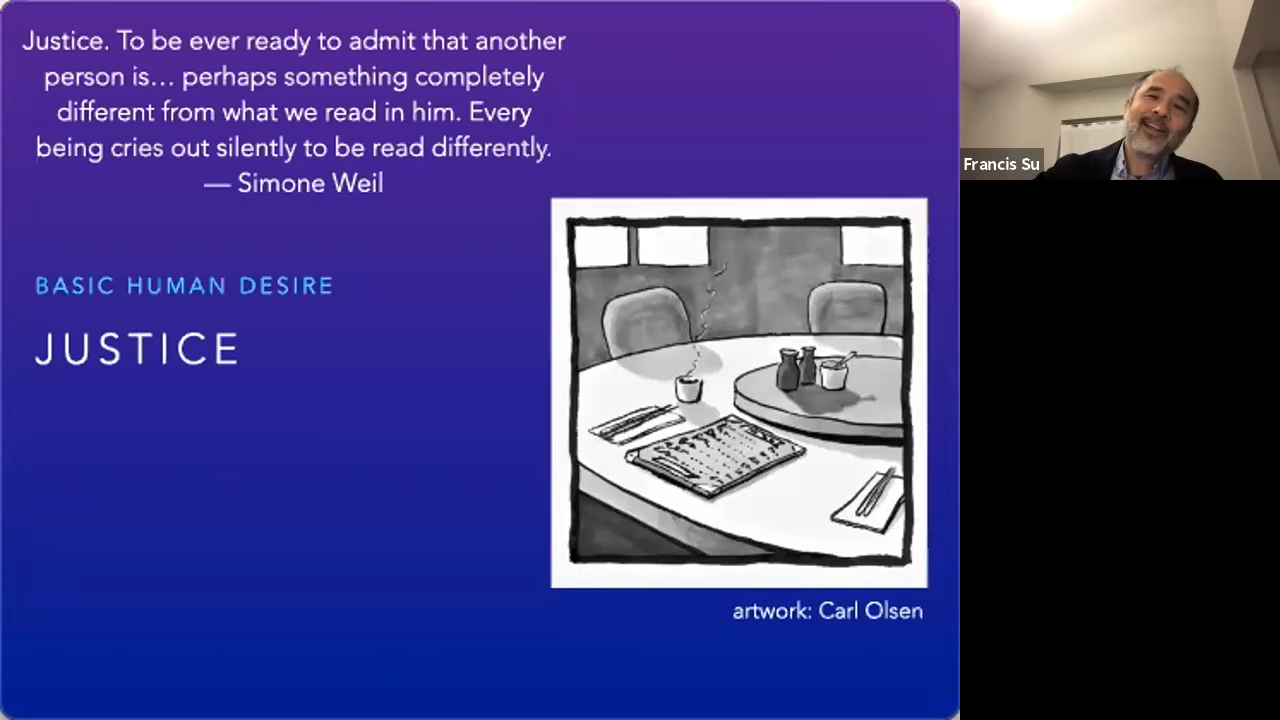 Justice. To be ever ready to admit that another
person is... perhaps something completely
different from what we read in him. Every
being cries out silently to be read differently.
— Simone Weil
BASIC HUMAN DESIRE
JUSTICE
artwork: Carl Olsen
Francis Su